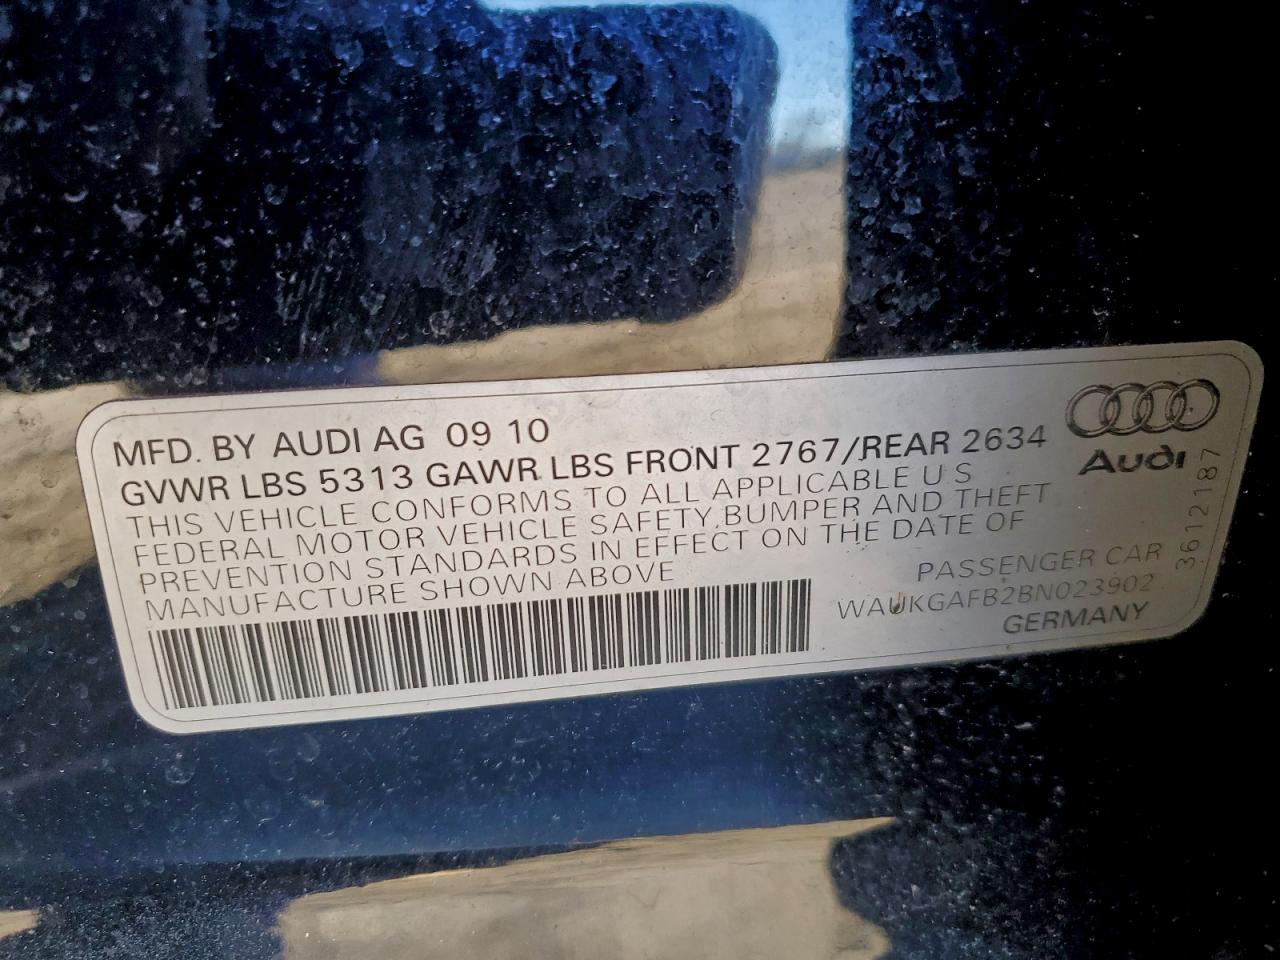 MFD. BY AUDI AG 09 10
GVWR LBS 5313 GAWR LBS FRONT 2767/REAR 2634
THIS VEHICLE CONFORMS TO ALL APPLICABLE U S
FEDERAL MOTOR VEHICLE SAFETY, BUMPER AND THEFT
PREVENTION STANDARDS IN EFFECT ON THE DATE OF
MANUFACTURE SHOWN ABOVE
PASSENGER CAR
WAUKGAFB2BN023902
GERMANY
Audi
3612187